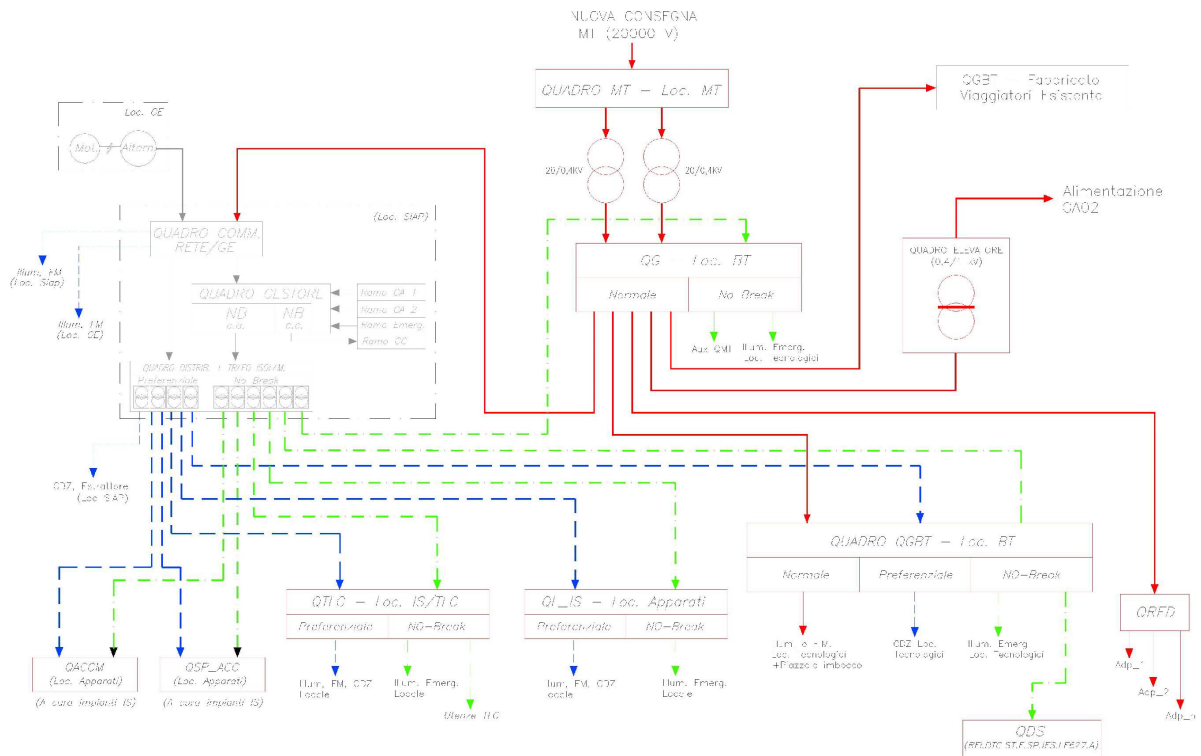 NUOVA CONSEGNA
MT (20000 V)
QUADRO MT – Loc. MT
QGBT – Fabbricato
Viaggiatori Esistente
Loc. GE
Mot.
Altern.
20/0,4KV
20/0,4KV
Alimentazione
GA02
(Loc. SIAP)
QUADRO COMM.
RETE/GE
QG – Loc. BT
Normale
No Break
QUADRO ELEVATORE
(0,4/1 KV)
Illum, FM
(Loc. Siap)
Illum. FM
(Loc. GE)
QUADRO GESTORE
ND
c.a.
NB
c.c.
Ramo CA 1
Ramo CA 2
Ramo Emerg.
Ramo CC
Aux QMT
Illum. Emerg.
Loc. Tecnologici
QUADRO DISTRIB. E TRAFO ISOLAM.
Preferenziale
No Break
CDZ, Estrattore
(Loc SIAP)
QUADRO QGBT – Loc. BT
Normale
Preferenziale
NO-Break
QTLC – Loc. IS/TLC
Preferenziale
NO-Break
QI_IS – Loc. Apparati
Preferenziale
NO-Break
QRED
Loc. Tecnologici
+Piazzale imbocco
CDZ Loc.
Tecnologici
Illum. Emerg
Loc. Tecnologici
QACCM
(Loc. Apparati)
(A cura Impianti IS)
QSP_ACC
(Loc. Apparati)
(A cura Impianti IS)
Illum, FM, CDZ
Locale
Illum. Emerg.
Locale
Utenze TLC
Illum, FM, CDZ
Locale
Illum. Emerg.
Locale
Adp_1
Adp_2
Adp_n
QDS